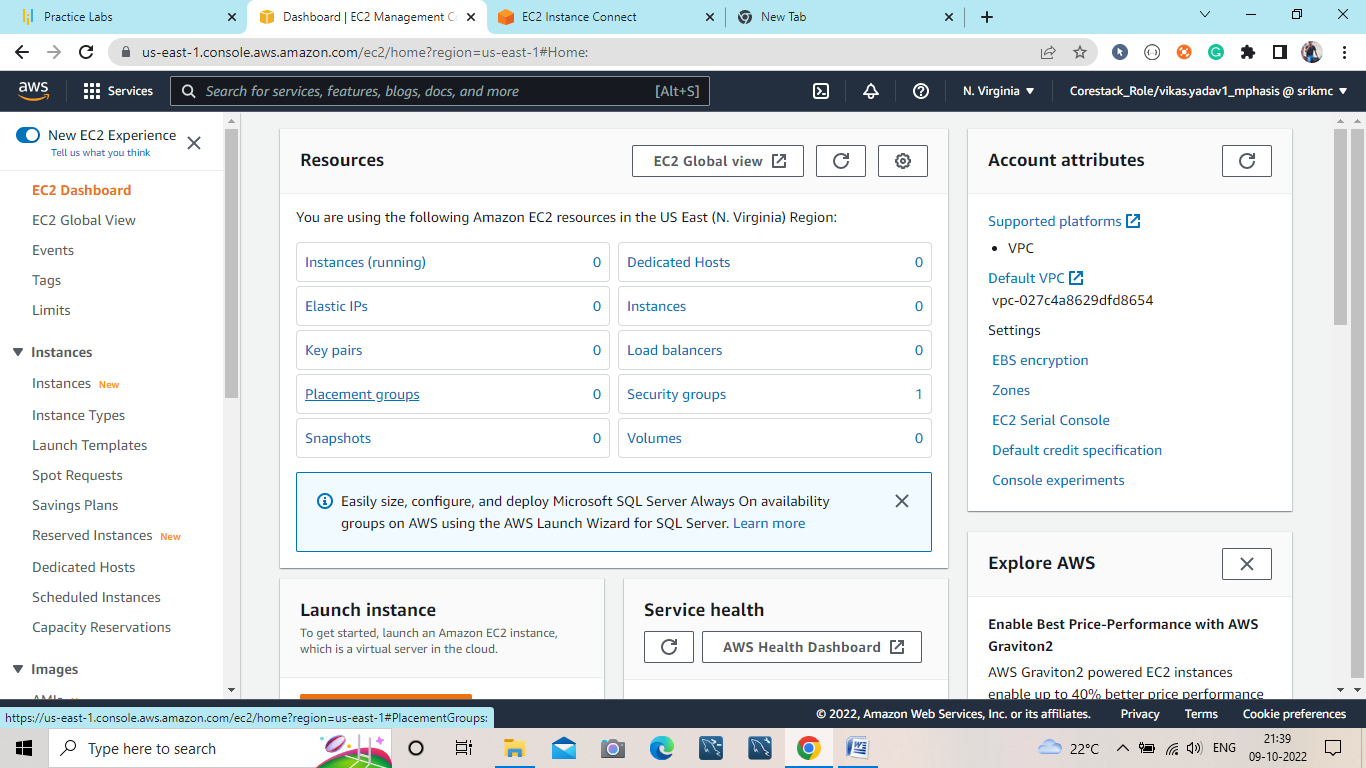 Practice Labs
Dashboard | EC2 Management C
EC2 Instance Connect
New Tab
us-east-1.console.aws.amazon.com/ec2/home?region=us-east-1#Home:
aws
Services
Search for services, features, blogs, docs, and more
[Alt+S]
N. Virginia
Corestack_Role/vikas.yadav1_mphasis @ srikmc
New EC2 Experience
Tell us what you think
EC2 Dashboard
EC2 Global View
Events
Tags
Limits
Instances
Instances New
Instance Types
Launch Templates
Spot Requests
Savings Plans
Reserved Instances New
Dedicated Hosts
Scheduled Instances
Capacity Reservations
Images
Resources
EC2 Global view
You are using the following Amazon EC2 resources in the US East (N. Virginia) Region:
Instances (running) 0
Dedicated Hosts 0
Elastic IPs 0
Instances 0
Key pairs 0
Load balancers 0
Placement groups 0
Security groups 1
Snapshots 0
Volumes 0
Easily size, configure, and deploy Microsoft SQL Server Always On availability
groups on AWS using the AWS Launch Wizard for SQL Server. Learn more
Launch instance
To get started, launch an Amazon EC2 instance,
which is a virtual server in the cloud.
Service health
AWS Health Dashboard
Account attributes
Supported platforms
• VPC
Default VPC
vpc-027c4a8629dfd8654
Settings
EBS encryption
Zones
EC2 Serial Console
Default credit specification
Console experiments
Explore AWS
Enable Best Price-Performance with AWS
Graviton2
AWS Graviton2 powered EC2 instances
enable up to 40% better price performance
https://us-east-1.console.aws.amazon.com/ec2/home?region=us-east-1#PlacementGroups:
© 2022, Amazon Web Services, Inc. or its affiliates.
Privacy
Terms
Cookie preferences
Type here to search
22°C
ENG
21:39
09-10-2022